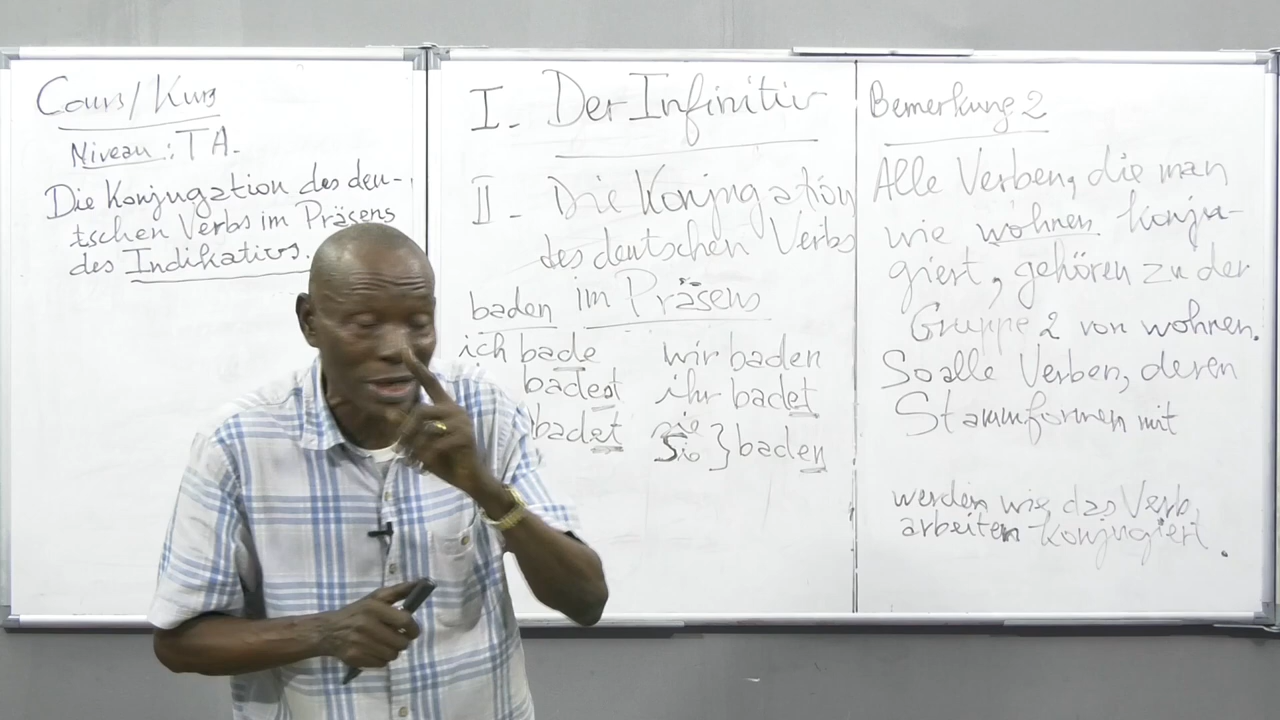 Cours/Kurs
Niveau : TA.
Die Konjugation des deu-
tschen Verbs im Präsens
des Indikativs.
I - Der Infinitiv
II - Die Konjugation
des deutschen Verbs
im Präsens
baden
ich bade wir baden
badest ihr badet
badet sie
Sie } baden
Bemerkung 2
Alle Verben, die man
wie wohnen konju-
giert, gehören zu der
Gruppe 2 von wohnen.
So alle Verben, deren
Stammformen mit
werden wie das Verb
arbeiten konjugiert.